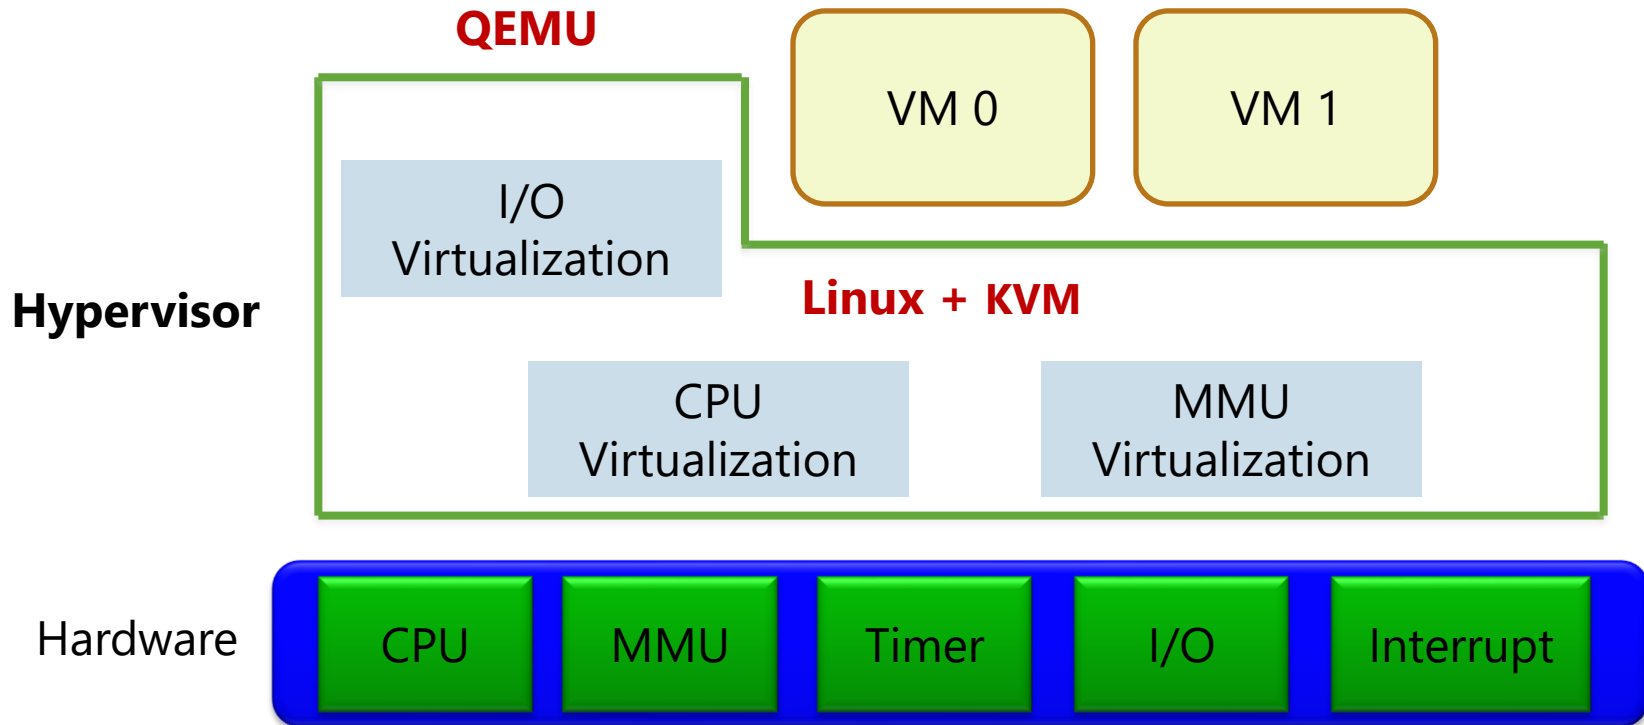 QEMU
VM 0
VM 1
I/O
Virtualization
Hypervisor
Linux + KVM
CPU
Virtualization
MMU
Virtualization
Hardware
CPU
MMU
Timer
I/O
Interrupt